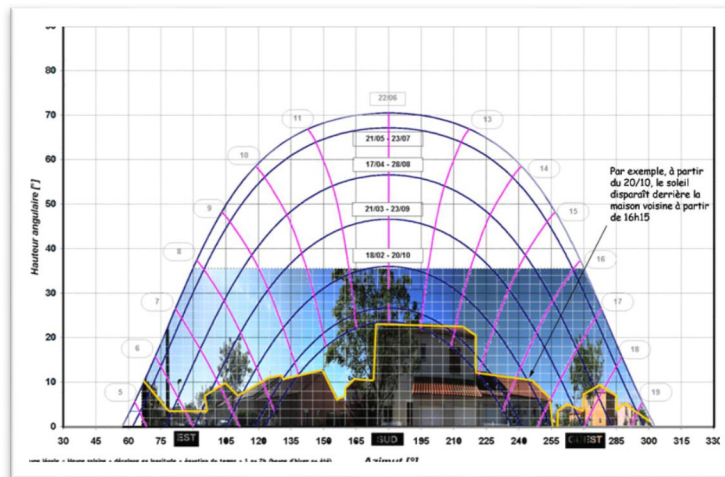 90
80
70
60
50
40
30
20
10
0
Hauteur angulaire [°]
22/06
21/05 - 23/07
17/04 - 28/08
21/03 - 23/09
18/02 - 20/10
11
13
10
14
9
15
8
16
7
17
6
18
5
19
Par exemple, à partir
du 20/10, le soleil
disparaît derrière la
maison voisine à partir
de 16h15
30 45 60 75 EST 105 120 135 150 165 SUD 195 210 225 240 255 OUEST 285 300 315 330
Azimut [°]